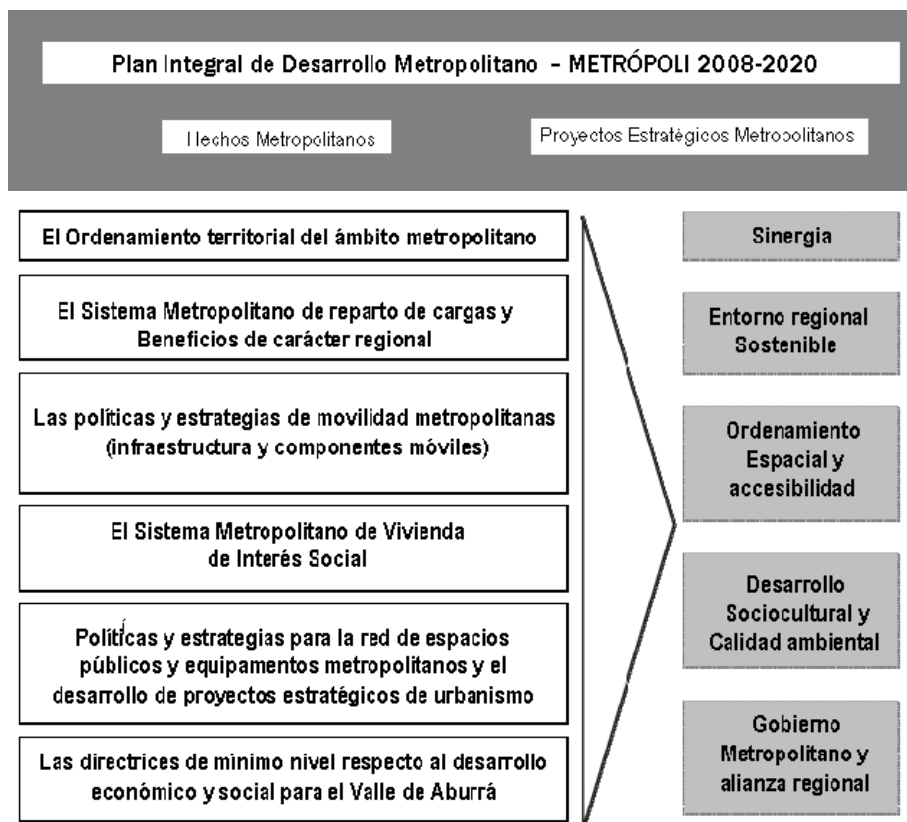 Plan Integral de Desarrollo Metropolitano – METRÓPOLI 2008-2020
Hechos Metropolitanos
Proyectos Estratégicos Metropolitanos
El Ordenamiento territorial del ámbito metropolitano
El Sistema Metropolitano de reparto de cargas y
Beneficios de carácter regional
Las políticas y estrategias de movilidad metropolitanas
(infraestructura y componentes móviles)
El Sistema Metropolitano de Vivienda
de Interés Social
Políticas y estrategias para la red de espacios
públicos y equipamentos metropolitanos y el
desarrollo de proyectos estratégicos de urbanismo
Las directrices de mínimo nivel respecto al desarrollo
económico y social para el Valle de Aburrá
Sinergia
Entorno regional
Sostenible
Ordenamiento
Espacial y
accesibilidad
Desarrollo
Sociocultural y
Calidad ambiental
Gobierno
Metropolitano y
alianza regional